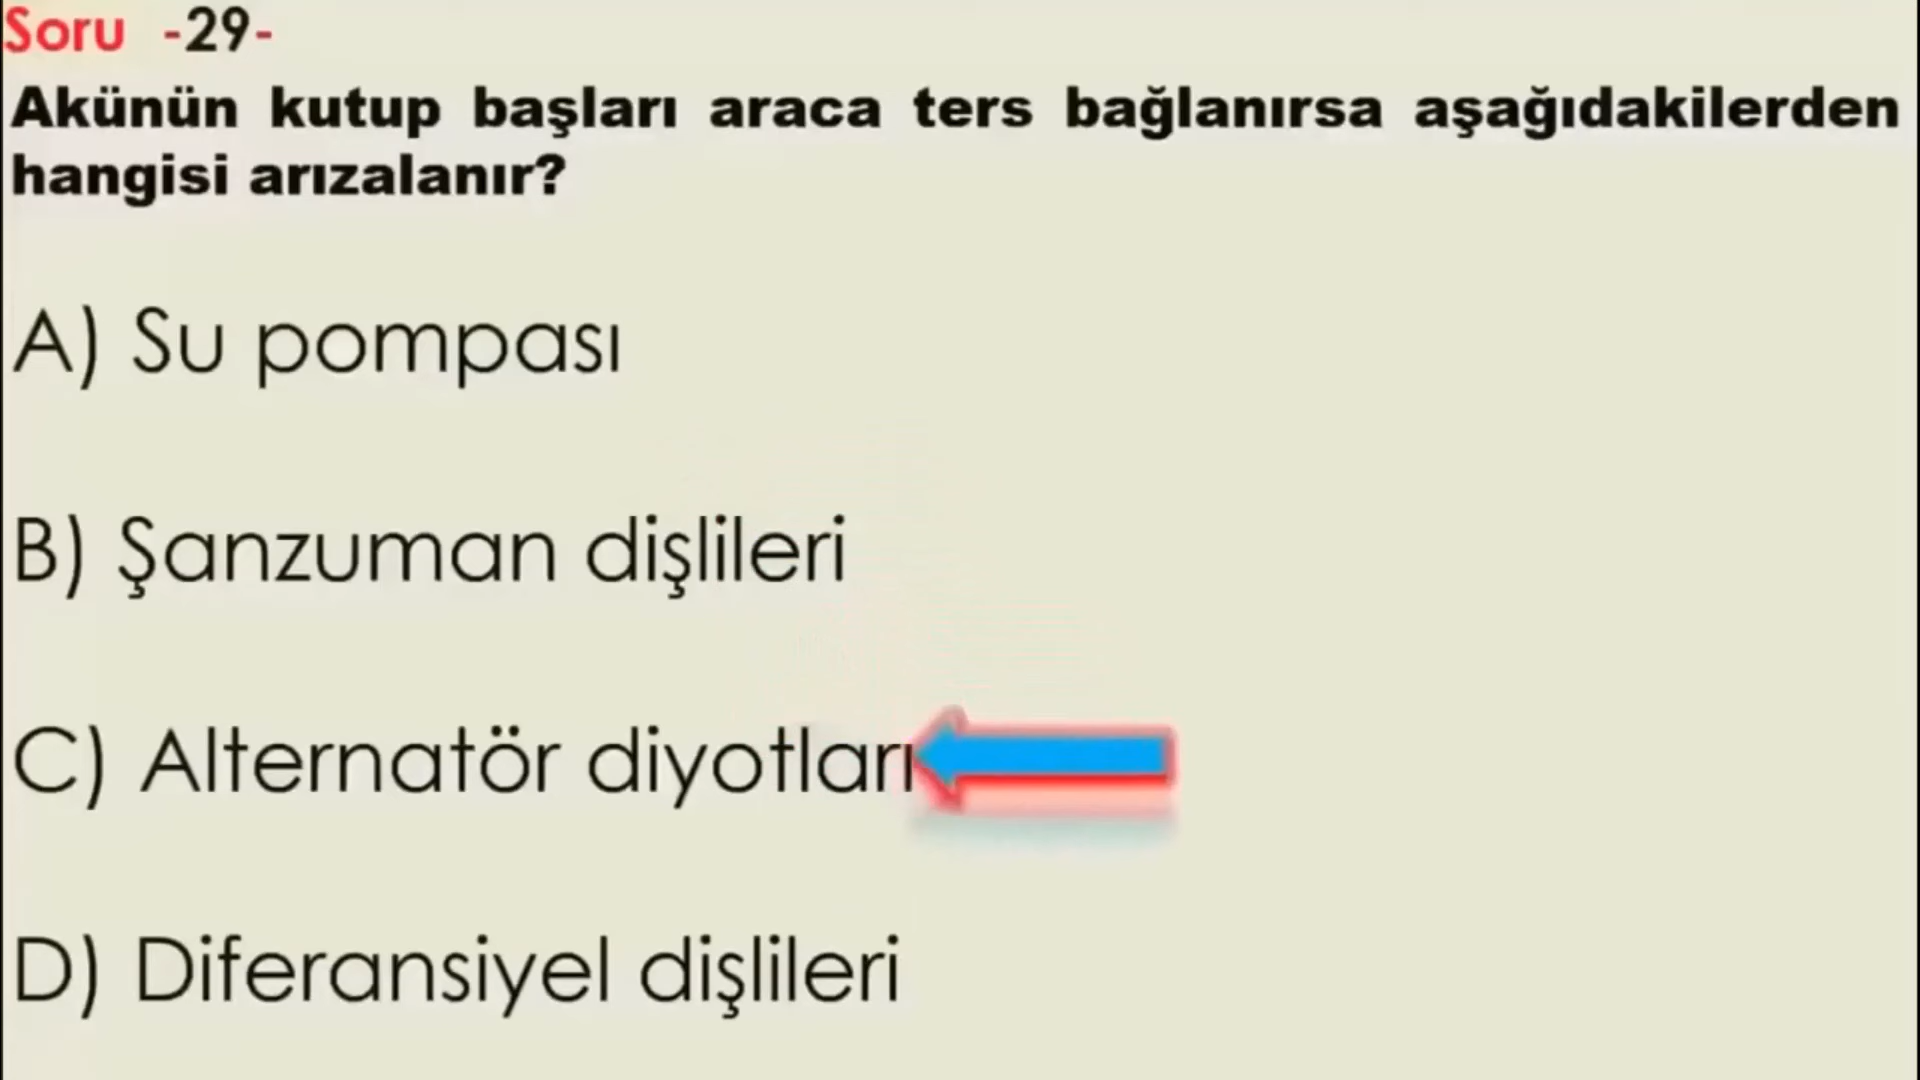 Soru -29-
Akünün kutup başları araca ters bağlanırsa aşağıdakilerden
hangisi arızalanır?
A) Su pompası
B) Şanzuman dişlileri
C) Alternatör diyotları
D) Diferansiyel dişlileri